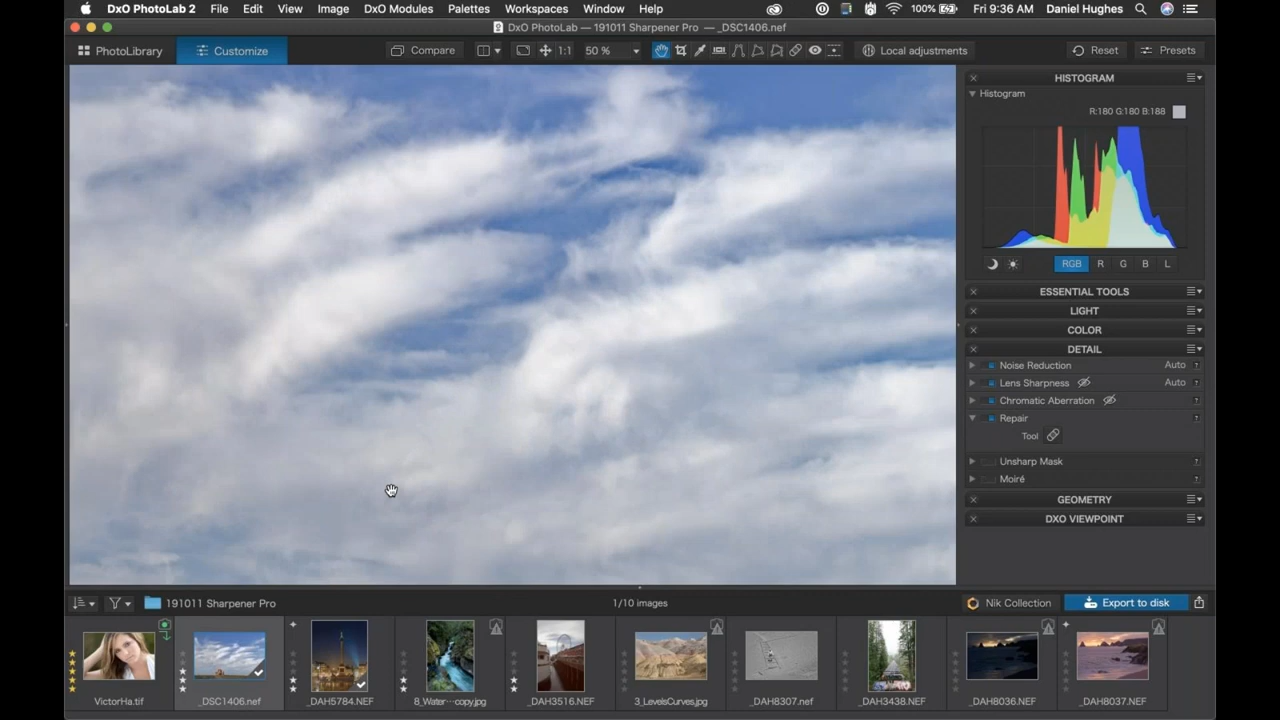 DxO PhotoLab 2 File Edit View Image DxO Modules Palettes Workspaces Window Help 100% Fri 9:36 AM Daniel Hughes
DxO PhotoLab 2 — 191011 Sharpener Pro — _DSC1406.nef
PhotoLibrary Customize Compare 1:1 50 % Local adjustments Reset Presets
HISTOGRAM
Histogram
R:180 G:180 B:188
RGB R G B L
ESSENTIAL TOOLS
LIGHT
COLOR
DETAIL
Noise Reduction Auto ?
Lens Sharpness Auto ?
Chromatic Aberration ?
Repair ?
Tool
Unsharp Mask ?
Moiré ?
GEOMETRY
DXO VIEWPOINT
191011 Sharpener Pro 1/10 images Nik Collection Export to disk
VictorHa.tif _DSC1406.nef _DAH5784.NEF 8_Water···copy.jpg _DAH3516.NEF 3_LevelsCurves.jpg _DAH8307.nef _DAH3438.NEF _DAH8036.NEF _DAH8037.NEF